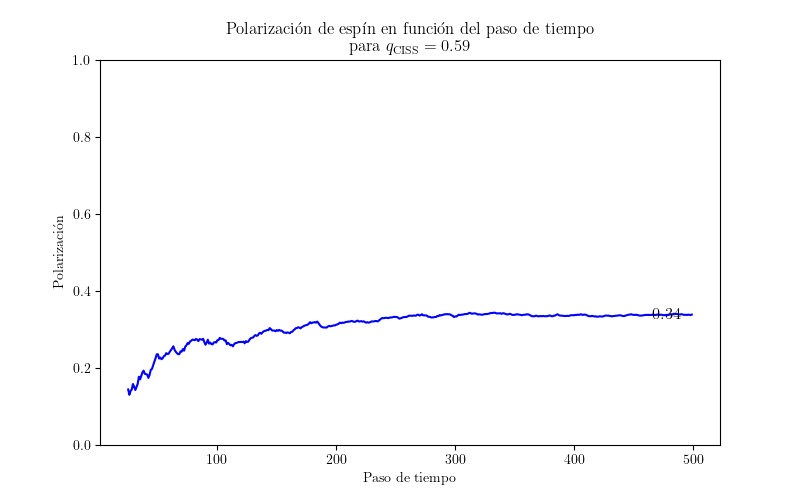 Polarización de espín en función del paso de tiempo
para q_CISS = 0.59
1.0
0.8
0.6
0.4
0.2
0.0
Polarización
0.34
100 200 300 400 500
Paso de tiempo